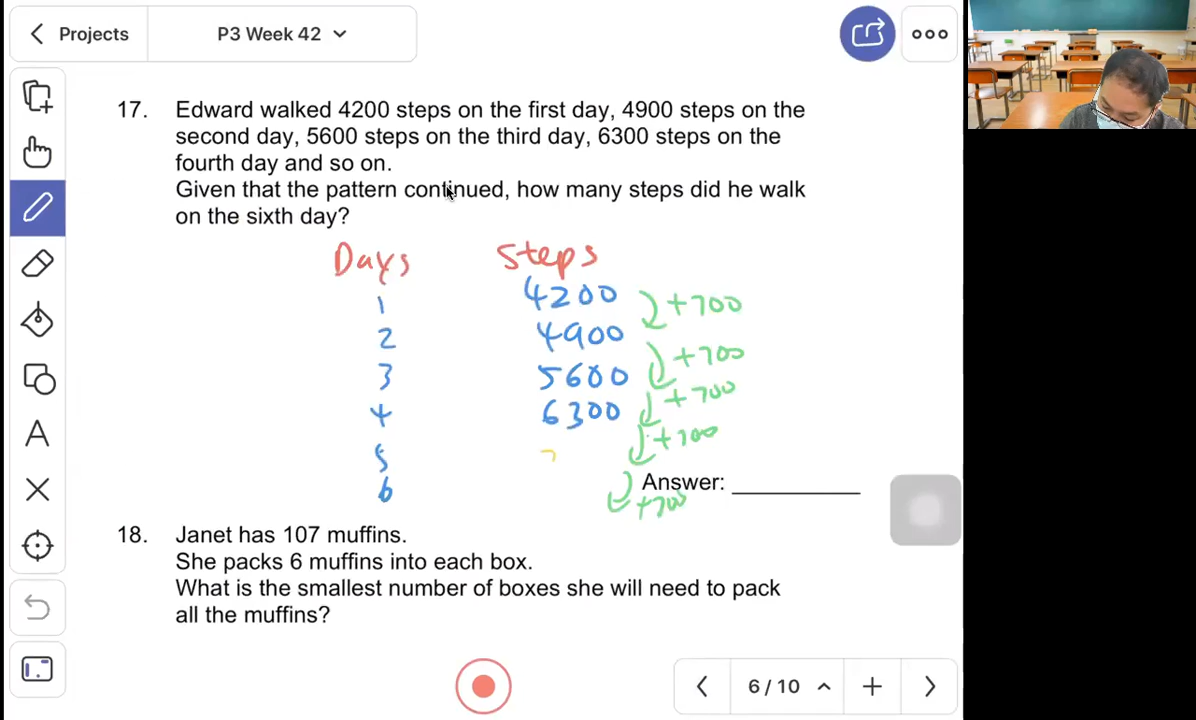 Projects
P3 Week 42
17. Edward walked 4200 steps on the first day, 4900 steps on the
second day, 5600 steps on the third day, 6300 steps on the
fourth day and so on.
Given that the pattern continued, how many steps did he walk
on the sixth day?
Days Steps
1 4200
+700
2 4900
+700
3 5600
+700
4 6300
+700
5 7
Answer: __________
6
+700
18. Janet has 107 muffins.
She packs 6 muffins into each box.
What is the smallest number of boxes she will need to pack
all the muffins?
6 / 10